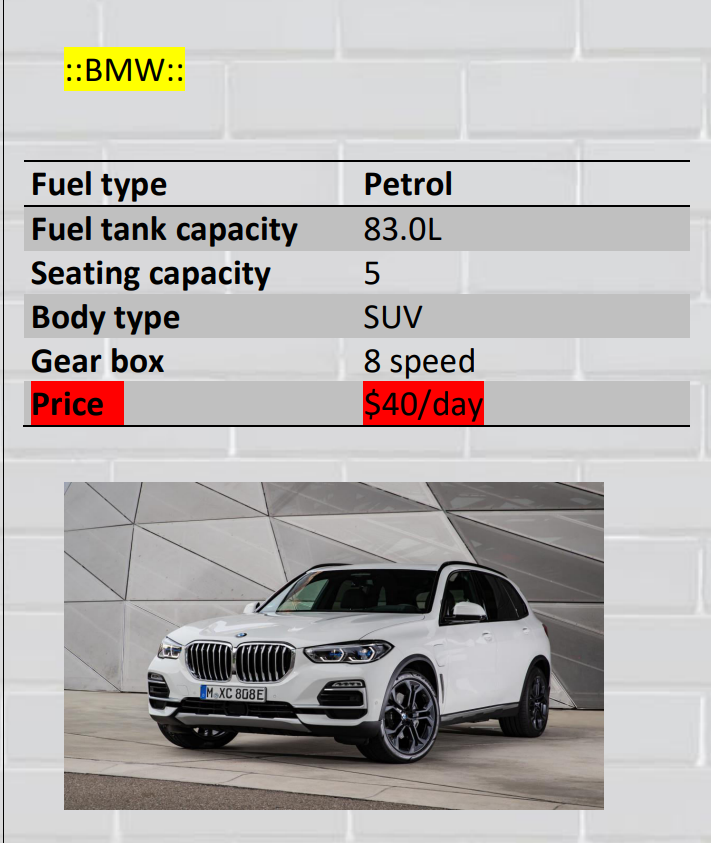 ::BMW::
Fuel type Petrol
Fuel tank capacity 83.0L
Seating capacity 5
Body type SUV
Gear box 8 speed
Price $40/day
M XC 808E